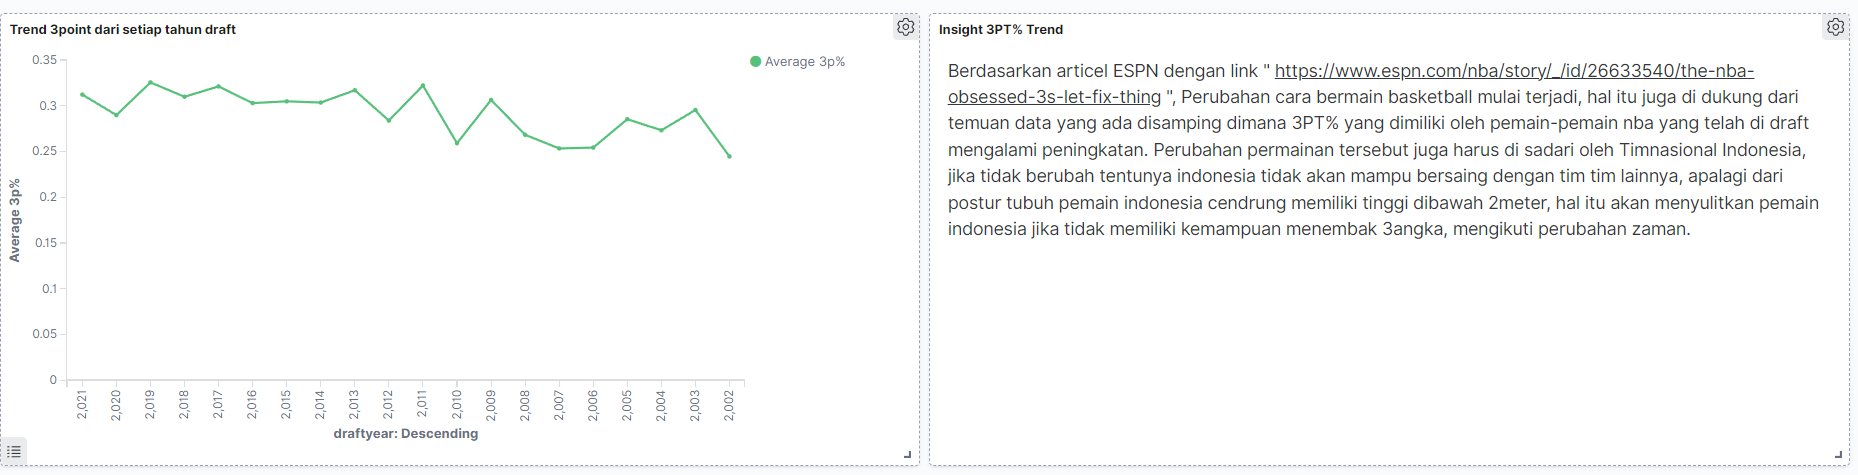 Trend 3point dari setiap tahun draft
Average 3p%
0.35
0.3
0.25
0.2
0.15
0.1
0.05
0
Average 3p%
2,021
2,020
2,019
2,018
2,017
2,016
2,015
2,014
2,013
2,012
2,011
2,010
2,009
2,008
2,007
2,006
2,005
2,004
2,003
2,002
draftyear: Descending
Insight 3PT% Trend
Berdasarkan articel ESPN dengan link " https://www.espn.com/nba/story/_/id/26633540/the-nba-
obsessed-3s-let-fix-thing ", Perubahan cara bermain basketball mulai terjadi, hal itu juga di dukung dari
temuan data yang ada disamping dimana 3PT% yang dimiliki oleh pemain-pemain nba yang telah di draft
mengalami peningkatan. Perubahan permainan tersebut juga harus di sadari oleh Timnasional Indonesia,
jika tidak berubah tentunya indonesia tidak akan mampu bersaing dengan tim tim lainnya, apalagi dari
postur tubuh pemain indonesia cendrung memiliki tinggi dibawah 2meter, hal itu akan menyulitkan pemain
indonesia jika tidak memiliki kemampuan menembak 3angka, mengikuti perubahan zaman.